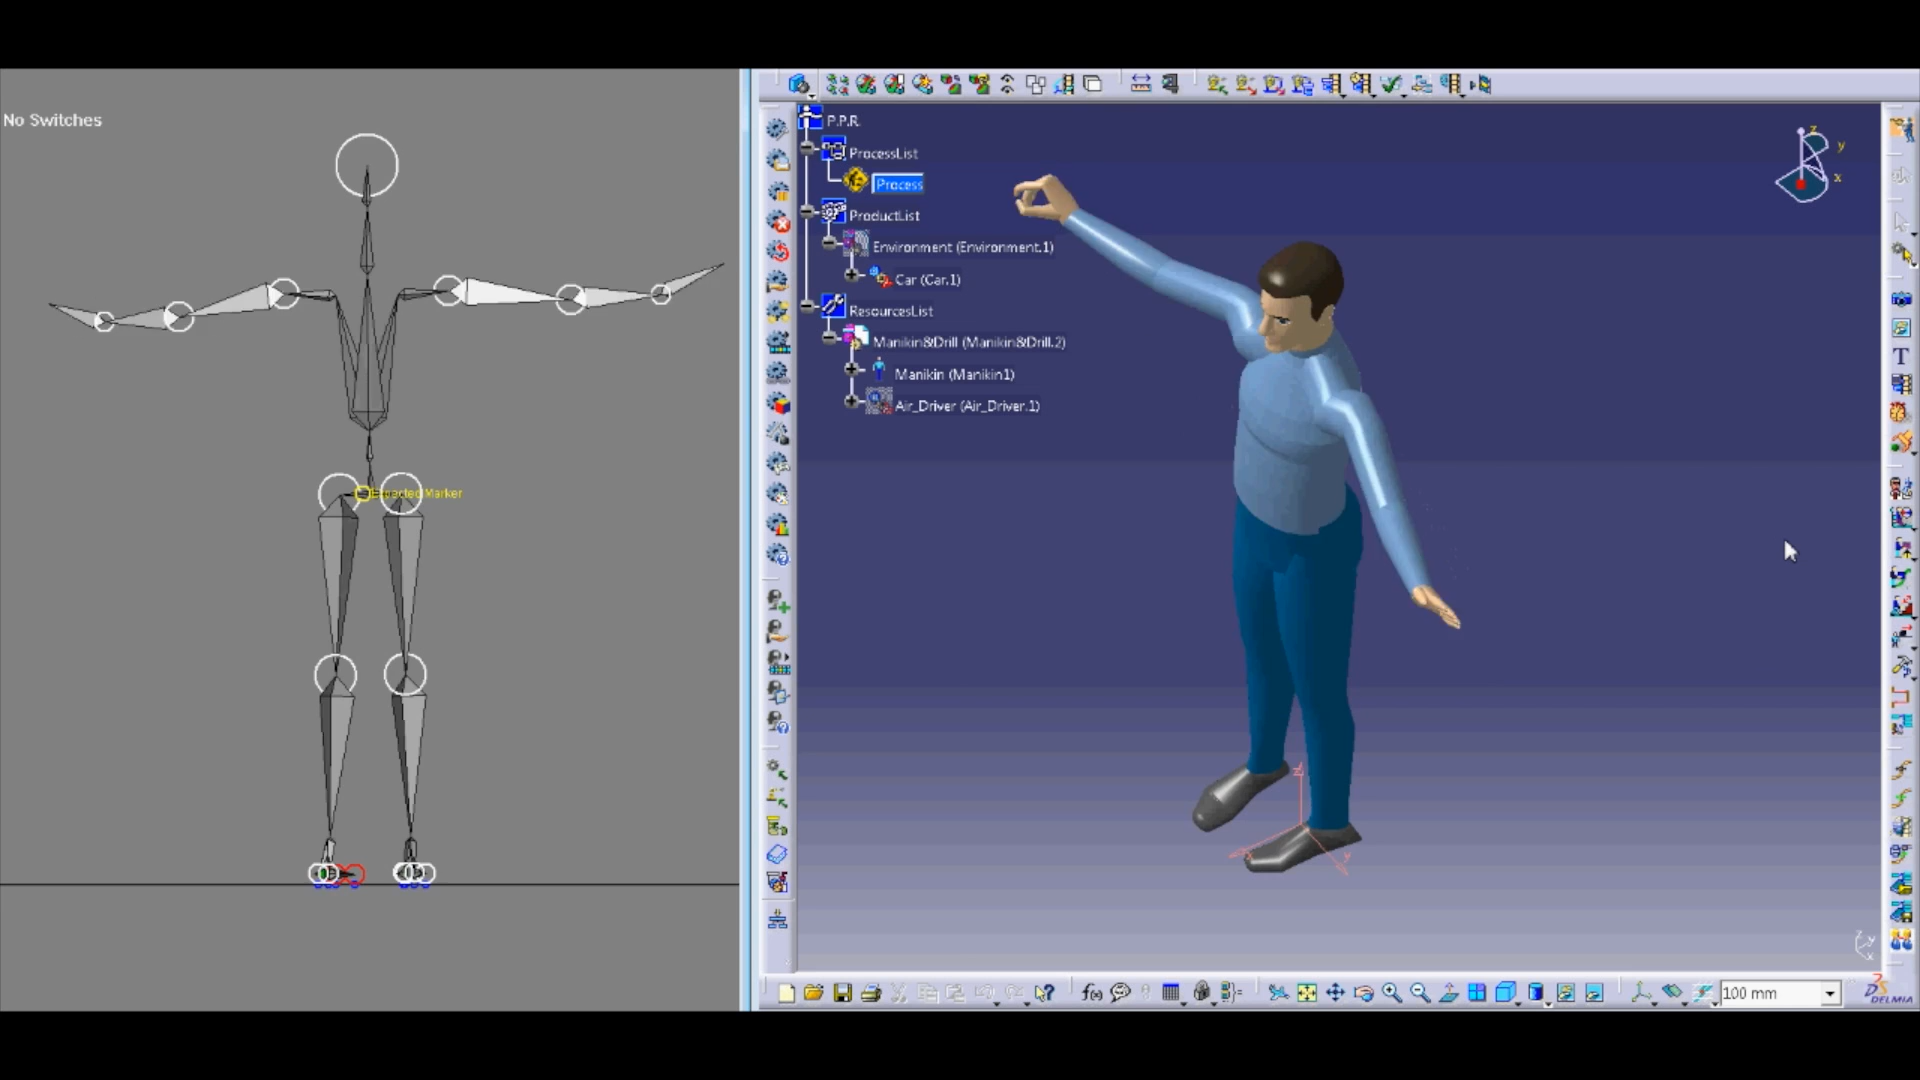 No Switches
Expected Marker
P.P.R.
ProcessList
Process
ProductList
Environment (Environment.1)
Car (Car.1)
ResourcesList
Manikin&Drill (Manikin&Drill.2)
Manikin (Manikin1)
Air_Driver (Air_Driver.1)
z
y
x
T
f(x)
100 mm
DELMIA